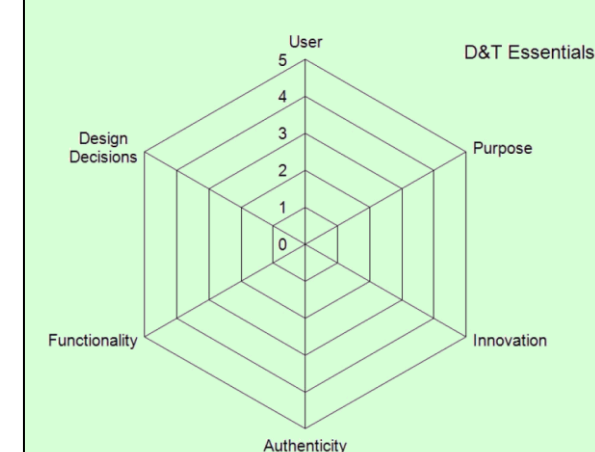 User
D&T Essentials
5
4
Design
Decisions
3
Purpose
2
1
0
Functionality
Innovation
Authenticity